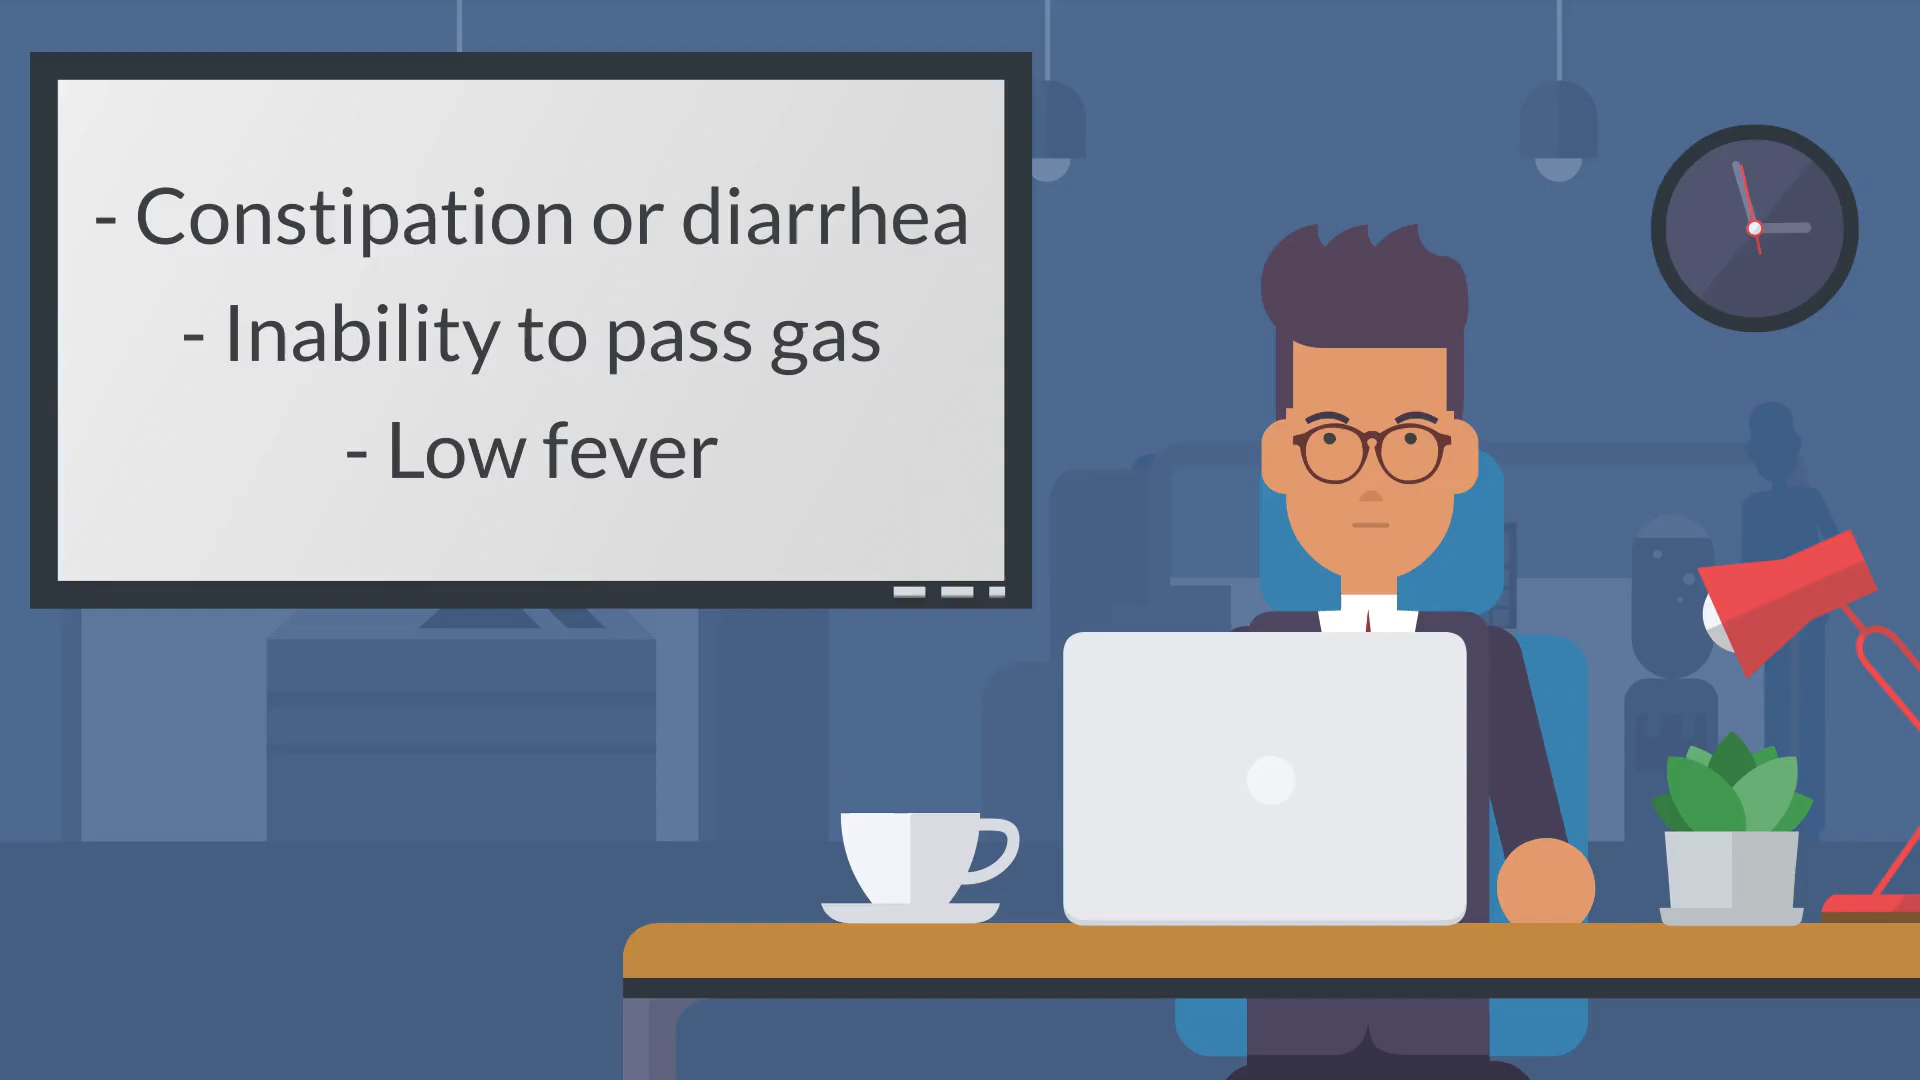 - Constipation or diarrhea
- Inability to pass gas
- Low fever